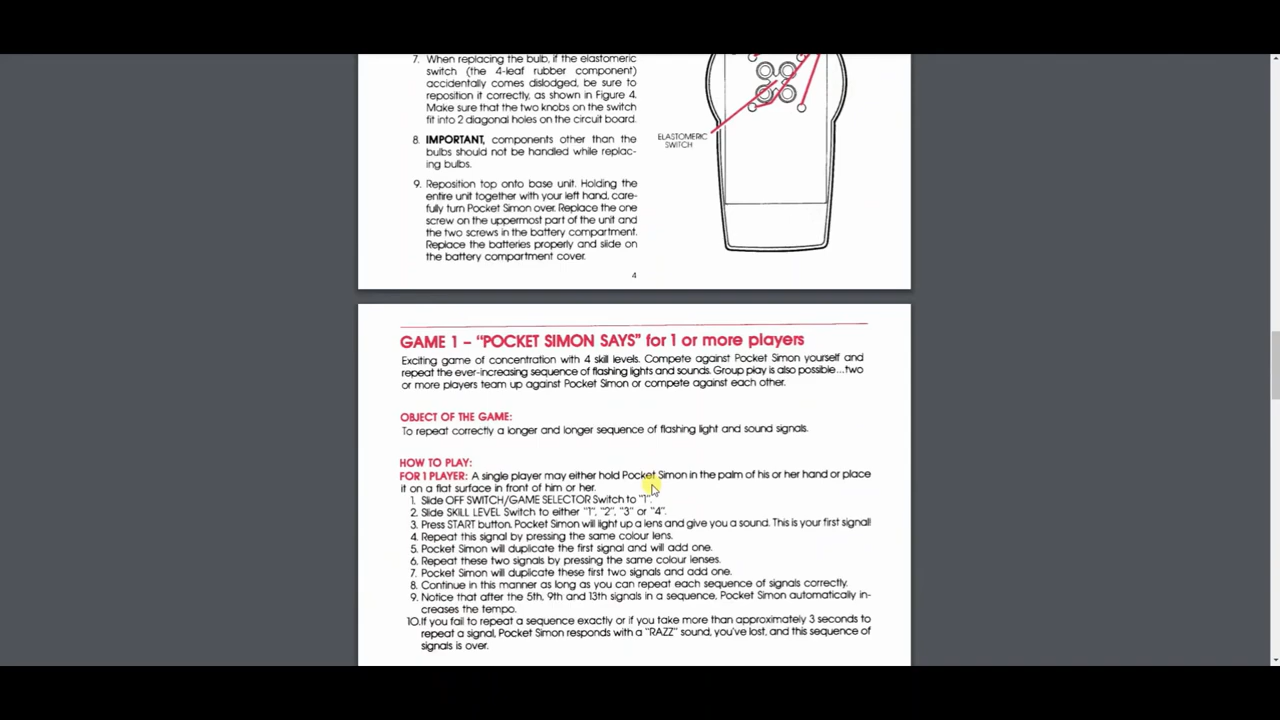 7. When replacing the bulb, if the elastomeric
switch (the 4-leaf rubber component)
accidentally comes dislodged, be sure to
reposition it correctly, as shown in Figure 4.
Make sure that the two knobs on the switch
fit into 2 diagonal holes on the circuit board.
8. IMPORTANT, components other than the
bulbs should not be handled while replac-
ing bulbs.
9. Reposition top onto base unit. Holding the
entire unit together with your left hand, care-
fully turn Pocket Simon over. Replace the one
screw on the uppermost part of the unit and
the two screws in the battery compartment.
Replace the batteries properly and slide on
the battery compartment cover.
ELASTOMERIC
SWITCH
4
GAME 1 – "POCKET SIMON SAYS" for 1 or more players
Exciting game of concentration with 4 skill levels. Compete against Pocket Simon yourself and
repeat the ever-increasing sequence of flashing lights and sounds. Group play is also possible...two
or more players team up against Pocket Simon or compete against each other.
OBJECT OF THE GAME:
To repeat correctly a longer and longer sequence of flashing light and sound signals.
HOW TO PLAY:
FOR 1 PLAYER: A single player may either hold Pocket Simon in the palm of his or her hand or place
it on a flat surface in front of him or her.
1. Slide OFF SWITCH/GAME SELECTOR Switch to "1".
2. Slide SKILL LEVEL Switch to either "1", "2", "3" or "4".
3. Press START button. Pocket Simon will light up a lens and give you a sound. This is your first signal!
4. Repeat this signal by pressing the same colour lens.
5. Pocket Simon will duplicate the first signal and will add one.
6. Repeat these two signals by pressing the same colour lenses.
7. Pocket Simon will duplicate these first two signals and add one.
8. Continue in this manner as long as you can repeat each sequence of signals correctly.
9. Notice that after the 5th, 9th and 13th signals in a sequence, Pocket Simon automatically in-
creases the tempo.
10. If you fail to repeat a sequence exactly or if you take more than approximately 3 seconds to
repeat a signal, Pocket Simon responds with a "RAZZ" sound, you've lost, and this sequence of
signals is over.